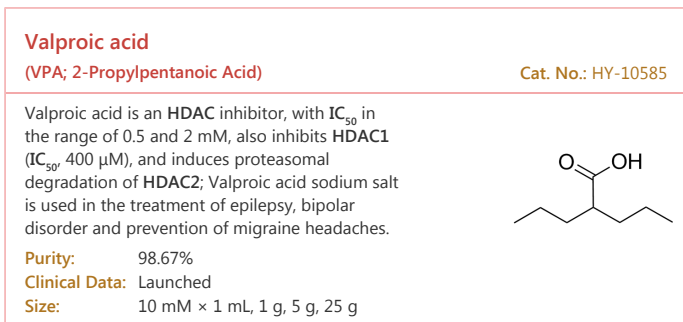 Valproic acid
(VPA; 2-Propylpentanoic Acid) Cat. No.: HY-10585
Valproic acid is an HDAC inhibitor, with IC50 in
the range of 0.5 and 2 mM, also inhibits HDAC1
(IC50, 400 μM), and induces proteasomal
degradation of HDAC2; Valproic acid sodium salt
is used in the treatment of epilepsy, bipolar
disorder and prevention of migraine headaches.
O OH
Purity: 98.67%
Clinical Data: Launched
Size: 10 mM × 1 mL, 1 g, 5 g, 25 g